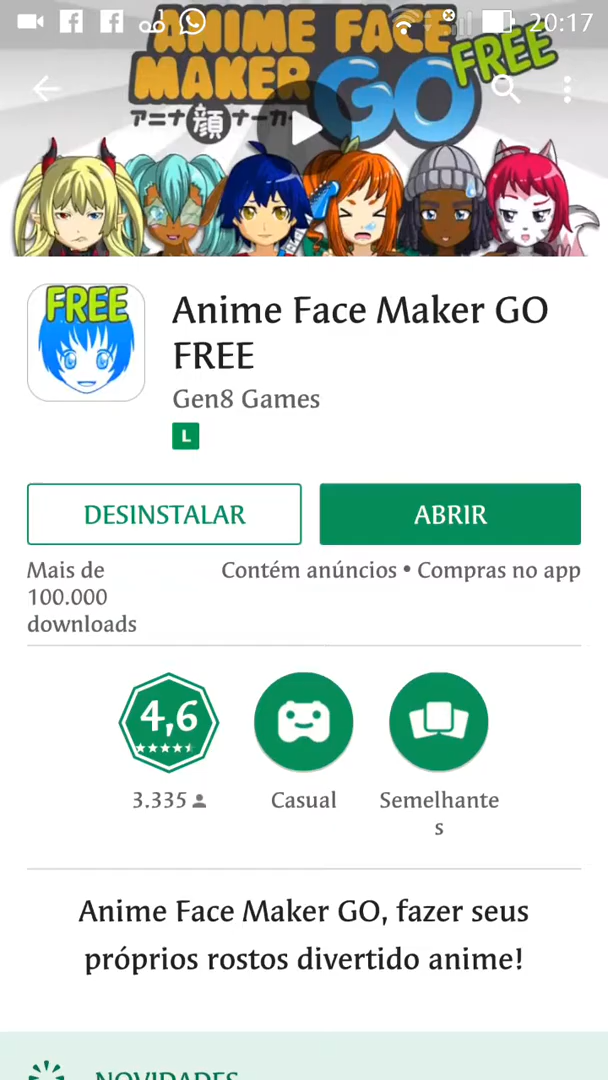 20:17
ANIME FACE
MAKER GO
FREE
アニナ顔ナーカー
FREE
Anime Face Maker GO
FREE
Gen8 Games
L
DESINSTALAR
ABRIR
Mais de
100.000
downloads
Contém anúncios • Compras no app
4,6
3.335
Casual
Semelhante
s
Anime Face Maker GO, fazer seus
próprios rostos divertido anime!
NOVIDADES